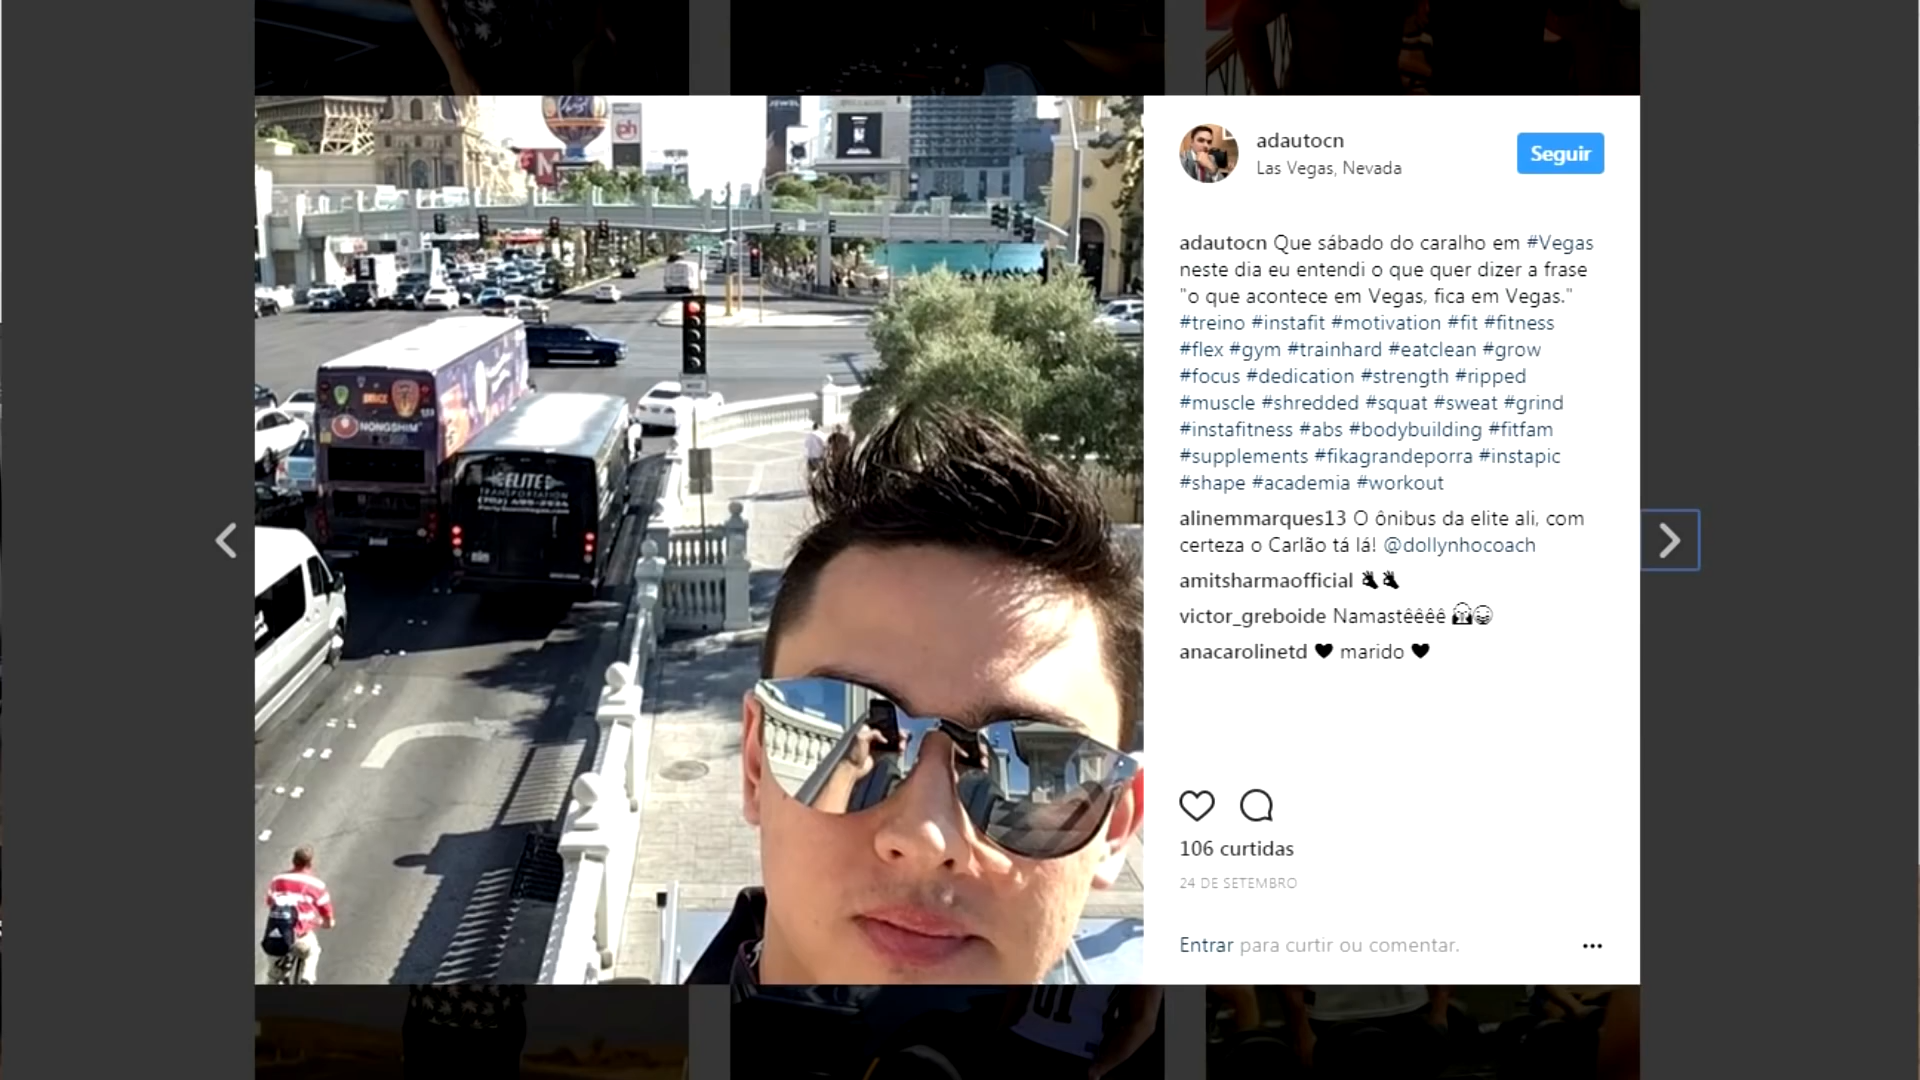 Paris
ph
JEWEL
NONGSHIM
ELITE
TRANSPORTATION
adautocn
Las Vegas, Nevada
Seguir
adautocn Que sábado do caralho em #Vegas
neste dia eu entendi o que quer dizer a frase
"o que acontece em Vegas, fica em Vegas."
#treino #instafit #motivation #fit #fitness
#flex #gym #trainhard #eatclean #grow
#focus #dedication #strength #ripped
#muscle #shredded #squat #sweat #grind
#instafitness #abs #bodybuilding #fitfam
#supplements #fikagrandeporra #instapic
#shape #academia #workout
alinemmarques13 O ônibus da elite ali, com
certeza o Carlão tá lá! @dollynhocoach
amitsharmaofficial
victor_greboide Namastêêêê
anacarolinetd ♥ marido ♥
106 curtidas
24 DE SETEMBRO
Entrar para curtir ou comentar.